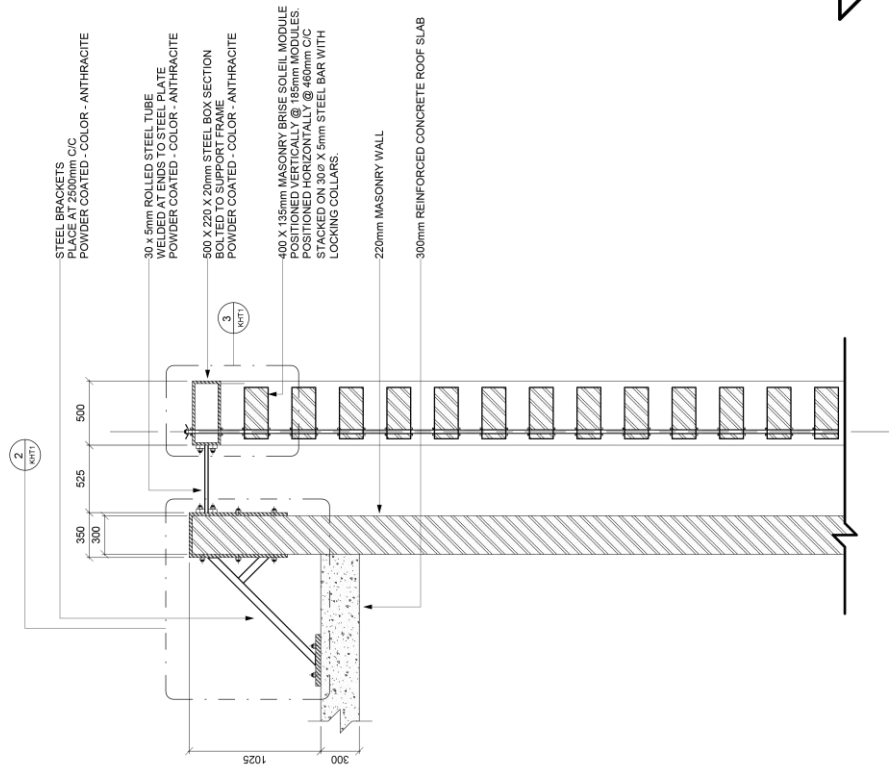 STEEL BRACKETS
PLACE AT 2500mm C/C
POWDER COATED - COLOR - ANTHRACITE
30 x 5mm ROLLED STEEL TUBE
WELDED AT ENDS TO STEEL PLATE
POWDER COATED - COLOR - ANTHRACITE
500 X 220 X 20mm STEEL BOX SECTION
BOLTED TO SUPPORT FRAME
POWDER COATED - COLOR - ANTHRACITE
400 X 135mm MASONRY BRISE SOLEIL MODULE
POSITIONED VERTICALLY @ 185mm MODULES.
POSITIONED HORIZONTALLY @ 460mm C/C
STACKED ON 30Ø X 5mm STEEL BAR WITH
LOCKING COLLARS.
220mm MASONRY WALL
300mm REINFORCED CONCRETE ROOF SLAB
2
KHT1
3
KHT1
350
300
525
500
1025
300